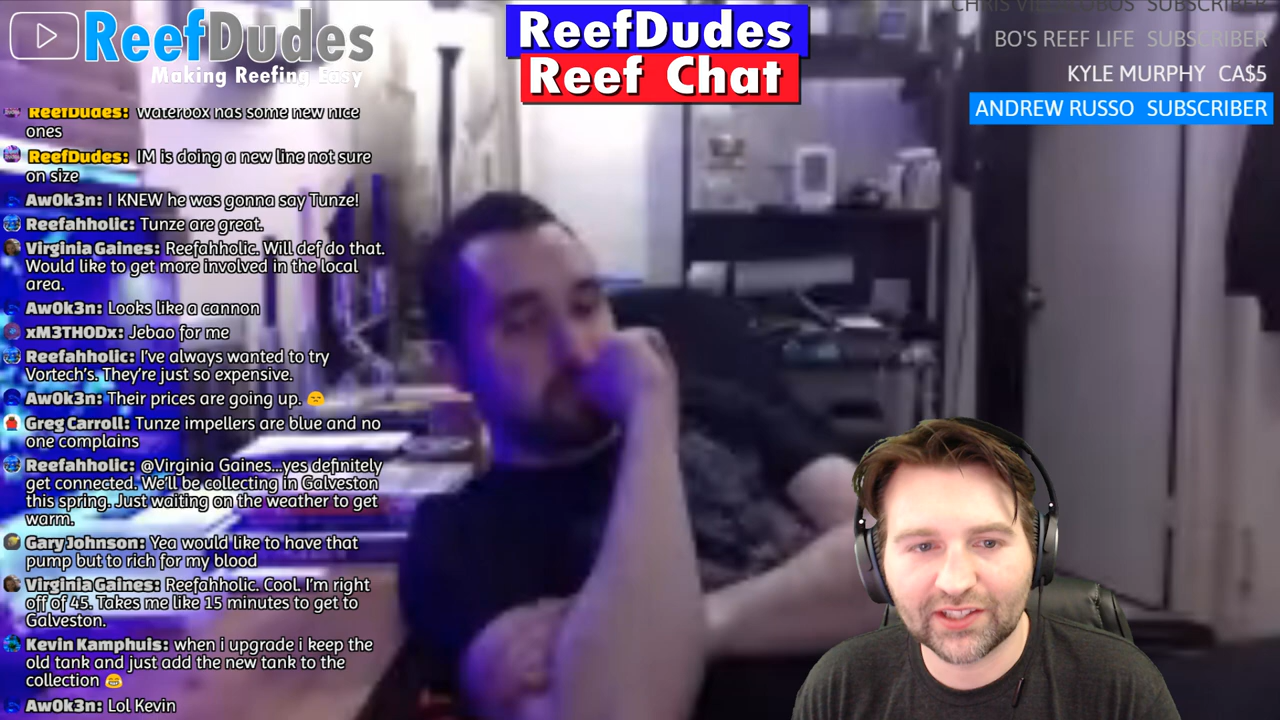 ReefDudes
Making Reefing Easy
ReefDudes
Reef Chat
CHRIS VILLALOBOS SUBSCRIBER
BO'S REEF LIFE SUBSCRIBER
KYLE MURPHY CA$5
ANDREW RUSSO SUBSCRIBER
ReefDudes: Waterbox has some new nice
ones
ReefDudes: IM is doing a new line not sure
on size
Aw0k3n: I KNEW he was gonna say Tunze!
Reefahholic: Tunze are great.
Virginia Gaines: Reefahholic. Will def do that.
Would like to get more involved in the local
area.
Aw0k3n: Looks like a cannon
xM3THODx: Jebao for me
Reefahholic: I've always wanted to try
Vortech's. They're just so expensive.
Aw0k3n: Their prices are going up. 😔
Greg Carroll: Tunze impellers are blue and no
one complains
Reefahholic: @Virginia Gaines...yes definitely
get connected. We'll be collecting in Galveston
this spring. Just waiting on the weather to get
warm.
Gary Johnson: Yea would like to have that
pump but to rich for my blood
Virginia Gaines: Reefahholic. Cool. I'm right
off of 45. Takes me like 15 minutes to get to
Galveston.
Kevin Kamphuis: when i upgrade i keep the
old tank and just add the new tank to the
collection 😂
Aw0k3n: Lol Kevin